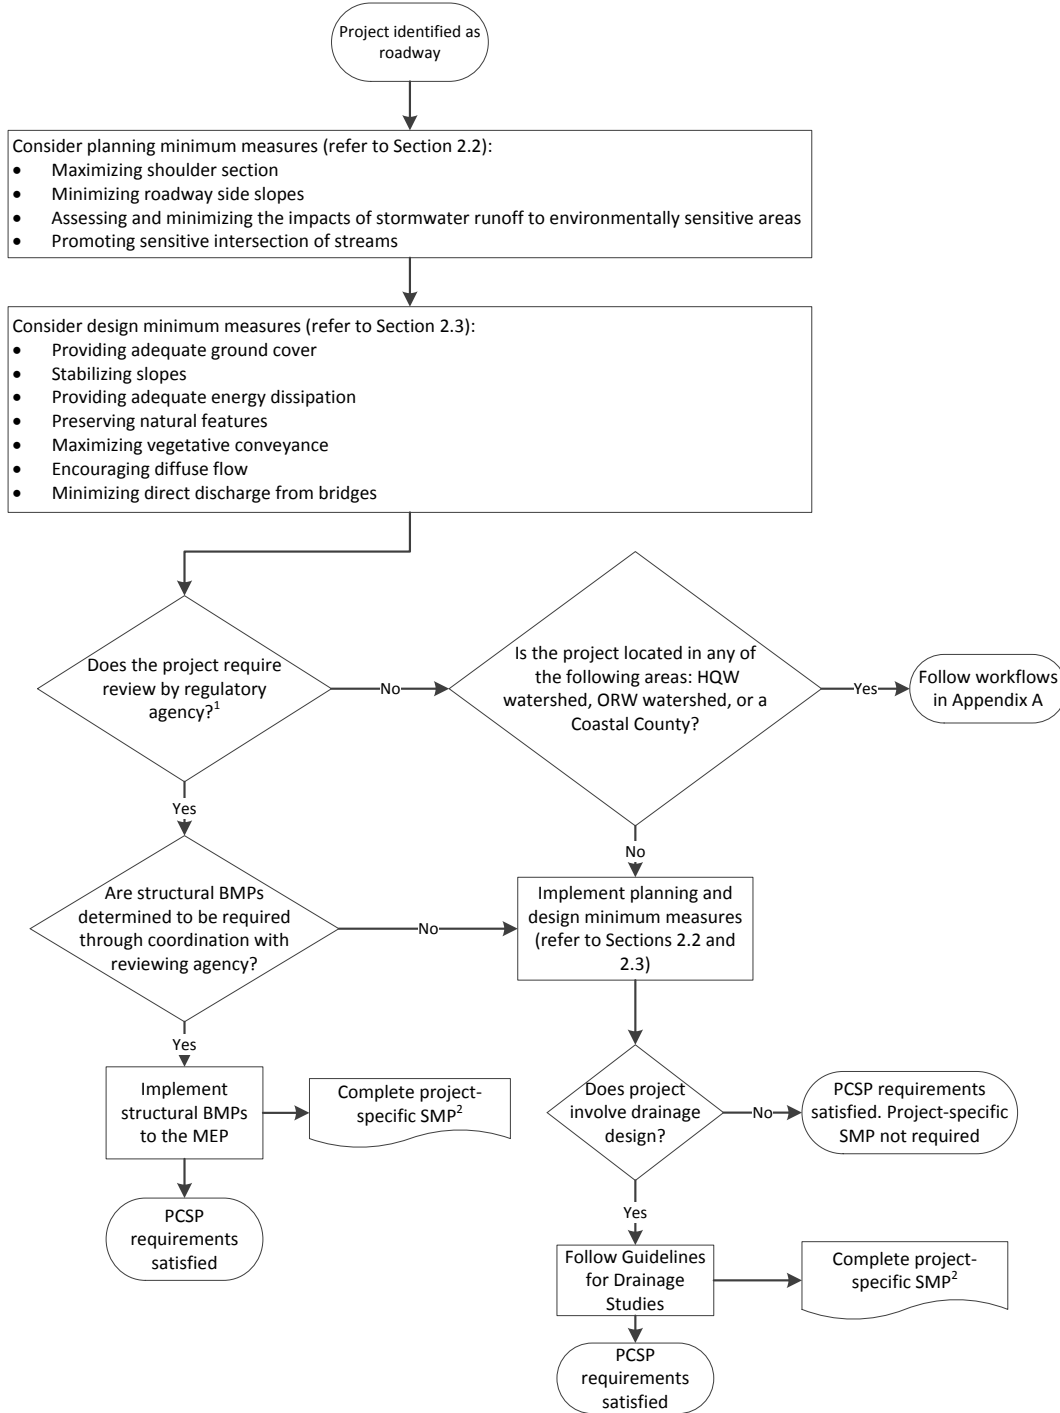 Project identified as
roadway
Consider planning minimum measures (refer to Section 2.2):
• Maximizing shoulder section
• Minimizing roadway side slopes
• Assessing and minimizing the impacts of stormwater runoff to environmentally sensitive areas
• Promoting sensitive intersection of streams
Consider design minimum measures (refer to Section 2.3):
• Providing adequate ground cover
• Stabilizing slopes
• Providing adequate energy dissipation
• Preserving natural features
• Maximizing vegetative conveyance
• Encouraging diffuse flow
• Minimizing direct discharge from bridges
Does the project require
review by regulatory
agency?¹
No
Is the project located in any of
the following areas: HQW
watershed, ORW watershed, or a
Coastal County?
Yes
Follow workflows
in Appendix A
Yes
No
Are structural BMPs
determined to be required
through coordination with
reviewing agency?
No
Implement planning and
design minimum measures
(refer to Sections 2.2 and
2.3)
Yes
Implement
structural BMPs
to the MEP
Complete project-
specific SMP²
PCSP
requirements
satisfied
Does project
involve drainage
design?
No
PCSP requirements
satisfied. Project-specific
SMP not required
Yes
Follow Guidelines
for Drainage
Studies
Complete project-
specific SMP²
PCSP
requirements
satisfied